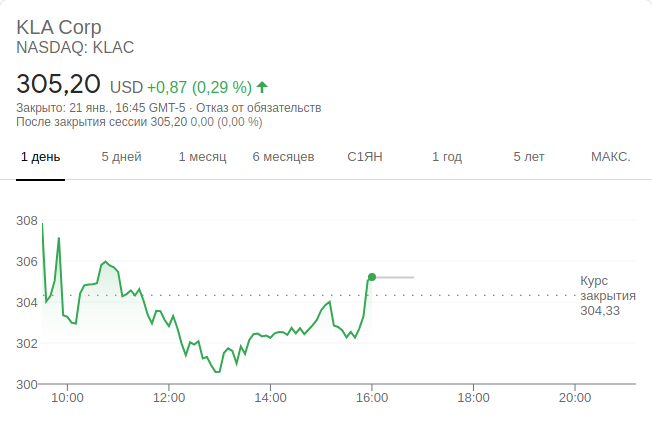 KLA Corp
NASDAQ: KLAC
305,20 USD +0,87 (0,29 %)
Закрыто: 21 янв., 16:45 GMT-5 · Отказ от обязательств
После закрытия сессии 305,20 0,00 (0,00 %)
1 день 5 дней 1 месяц 6 месяцев С1ЯН 1 год 5 лет МАКС.
308
306
304
302
300
Курс
закрытия
304,33
10:00 12:00 14:00 16:00 18:00 20:00